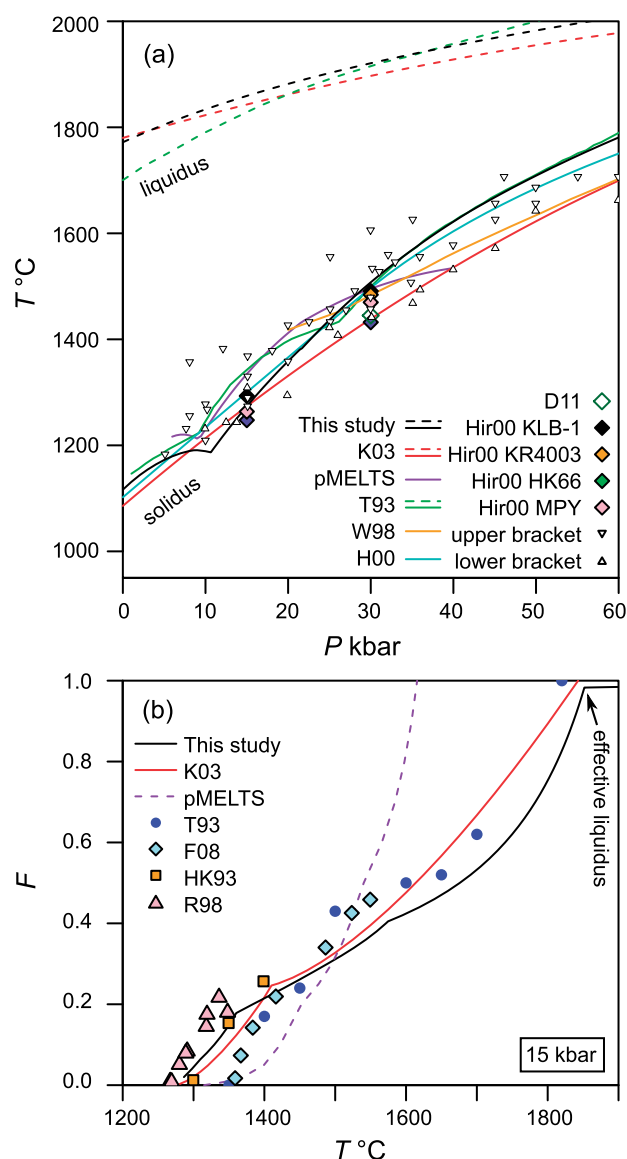 2000
1800
1600
1400
1200
1000
T °C
(a)
liquidus
solidus
This study
K03
pMELTS
T93
W98
H00
D11
Hir00 KLB-1
Hir00 KR4003
Hir00 HK66
Hir00 MPY
upper bracket
lower bracket
0 10 20 30 40 50 60
P kbar
1.0
0.8
0.6
0.4
0.2
0.0
F
(b)
This study
K03
pMELTS
T93
F08
HK93
R98
effective liquidus
15 kbar
1200 1400 1600 1800
T °C